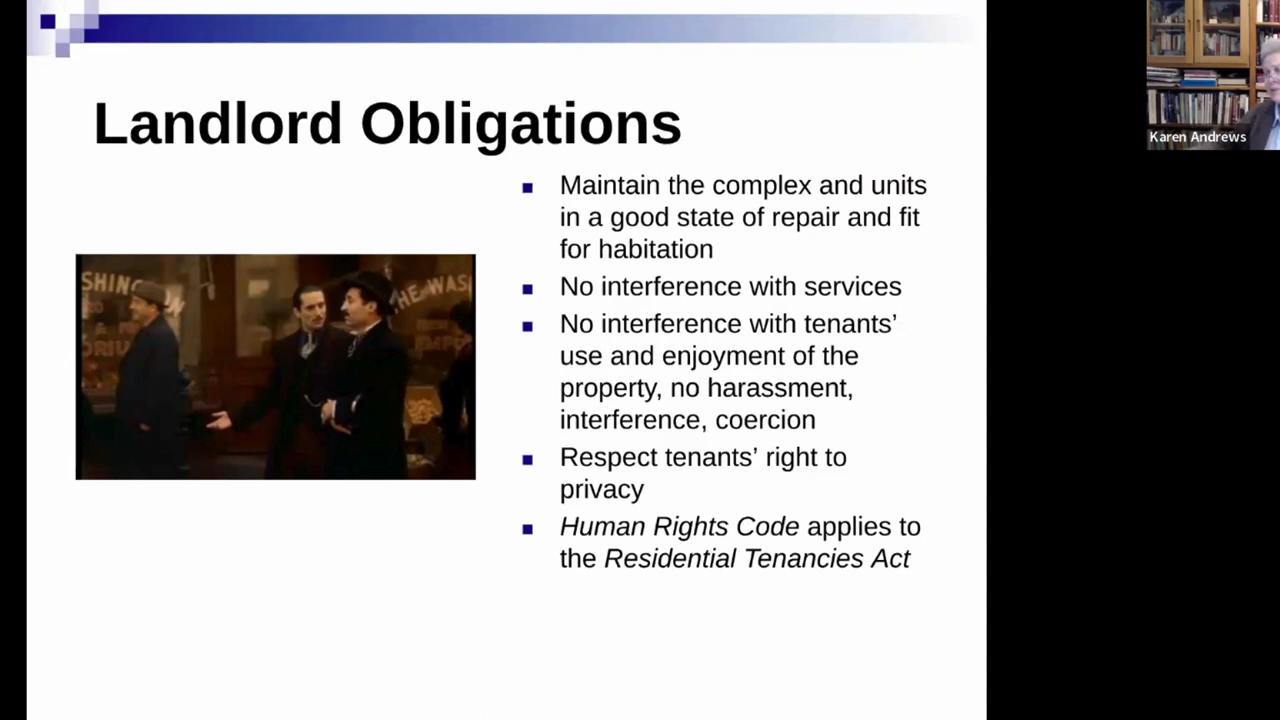 Landlord Obligations
Maintain the complex and units
in a good state of repair and fit
for habitation
No interference with services
No interference with tenants’
use and enjoyment of the
property, no harassment,
interference, coercion
Respect tenants’ right to
privacy
Human Rights Code applies to
the Residential Tenancies Act
Karen Andrews